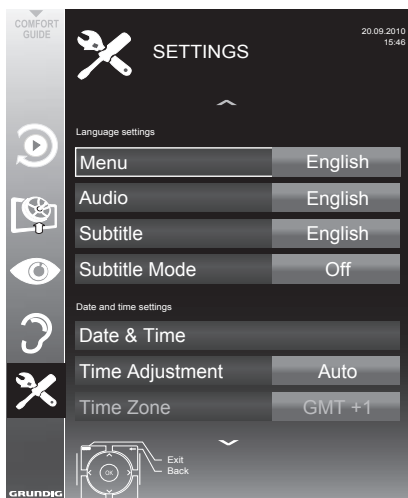 COMFORT
GUIDE
SETTINGS
20.09.2010
15:46
Language settings
Menu English
Audio English
Subtitle English
Subtitle Mode Off
Date and time settings
Date & Time
Time Adjustment Auto
Time Zone GMT +1
OK
Exit
Back
GRUNDIG